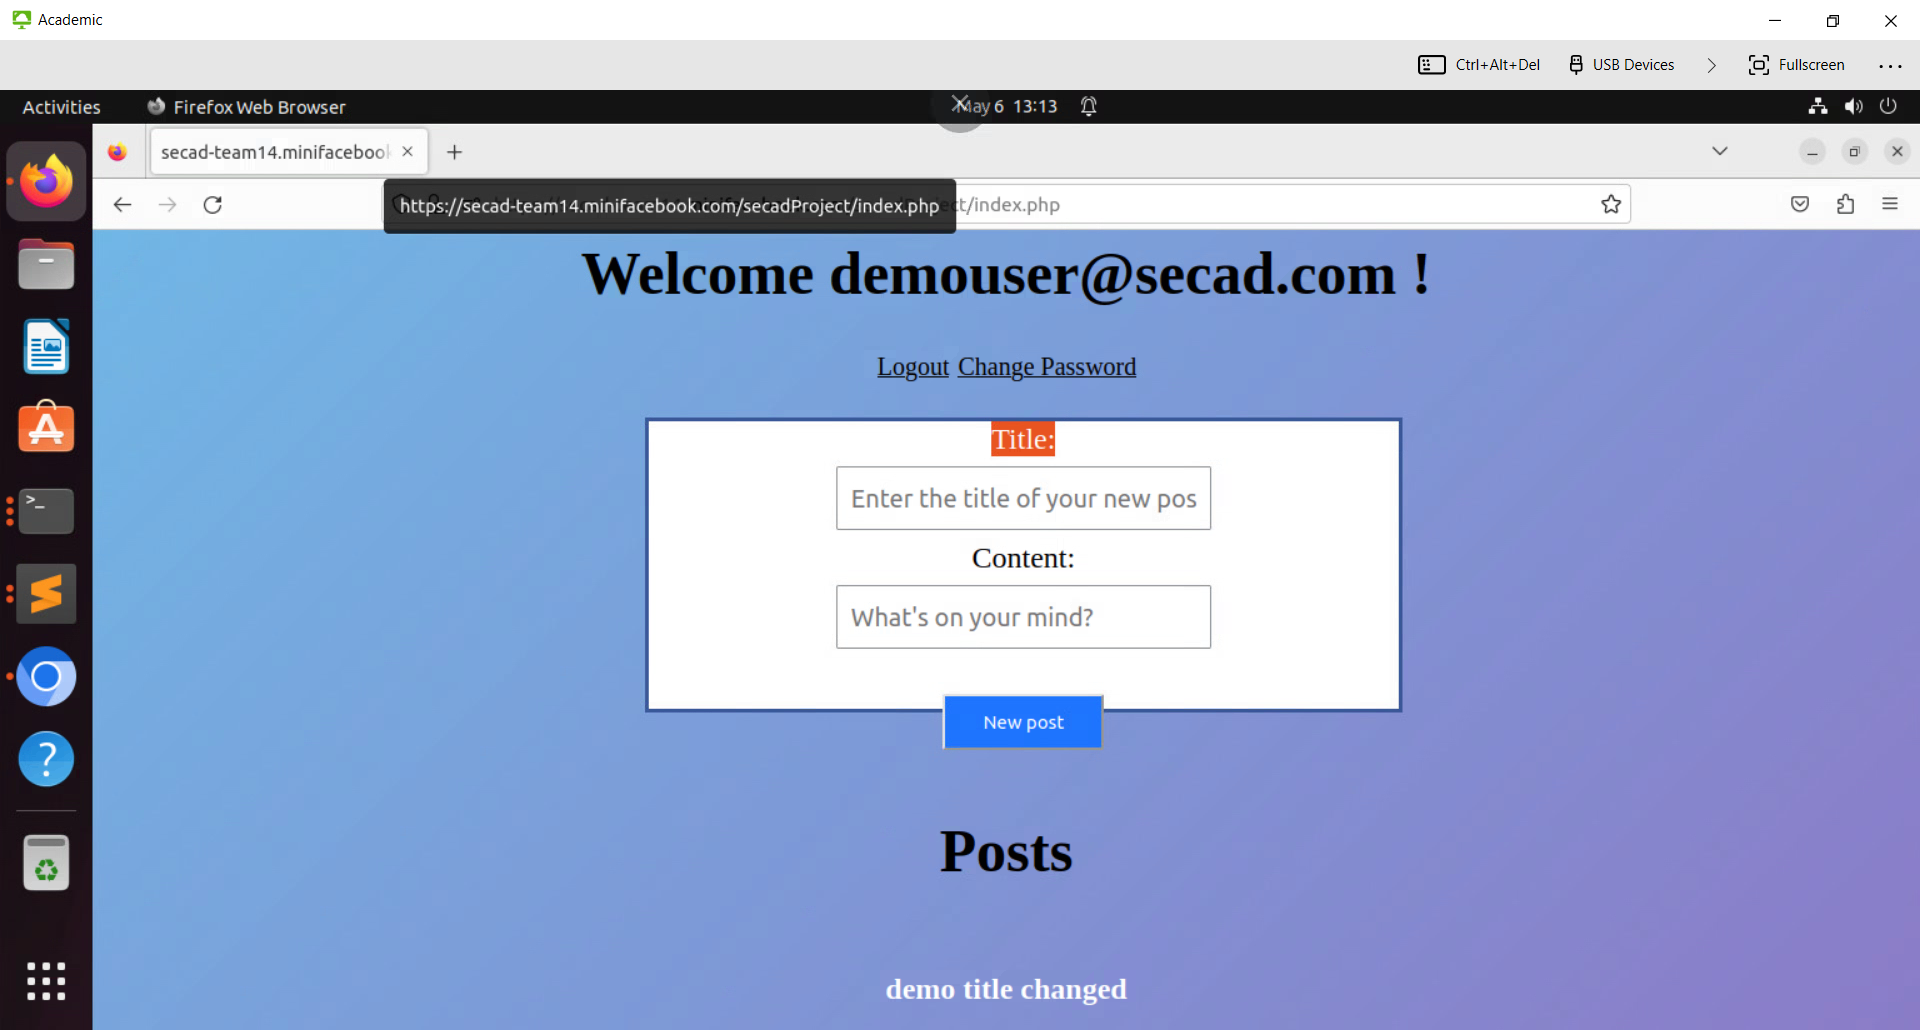 Academic
Ctrl+Alt+Del USB Devices Fullscreen
Activities Firefox Web Browser May 6 13:13
secad-team14.minifacebook
https://secad-team14.minifacebook.com/secadProject/index.php ct/index.php
Welcome demouser@secad.com !
Logout Change Password
Title:
Enter the title of your new pos
Content:
What's on your mind?
New post
Posts
demo title changed